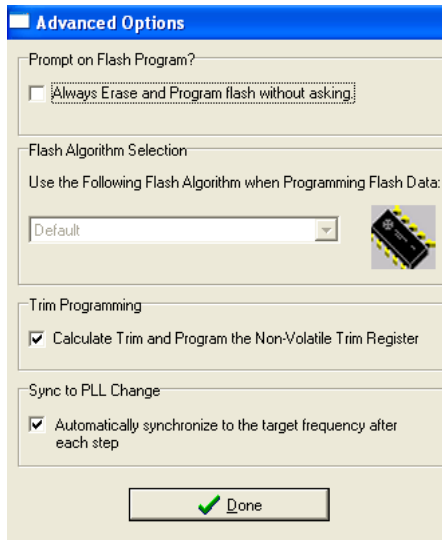 Advanced Options
Prompt on Flash Program?
Always Erase and Program flash without asking.
Flash Algorithm Selection
Use the Following Flash Algorithm when Programming Flash Data:
Default
Trim Programming
Calculate Trim and Program the Non-Volatile Trim Register
Sync to PLL Change
Automatically synchronize to the target frequency after
each step
Done